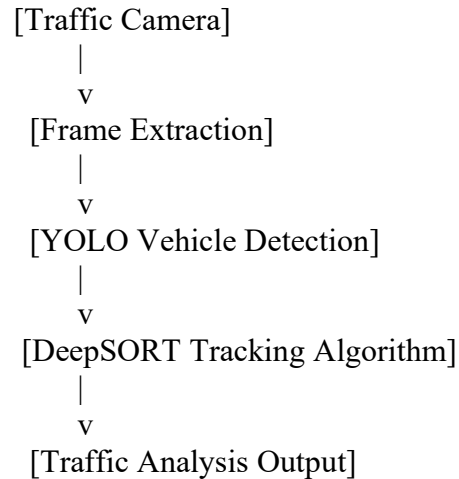 [Traffic Camera]
|
v
[Frame Extraction]
|
v
[YOLO Vehicle Detection]
|
v
[DeepSORT Tracking Algorithm]
|
v
[Traffic Analysis Output]